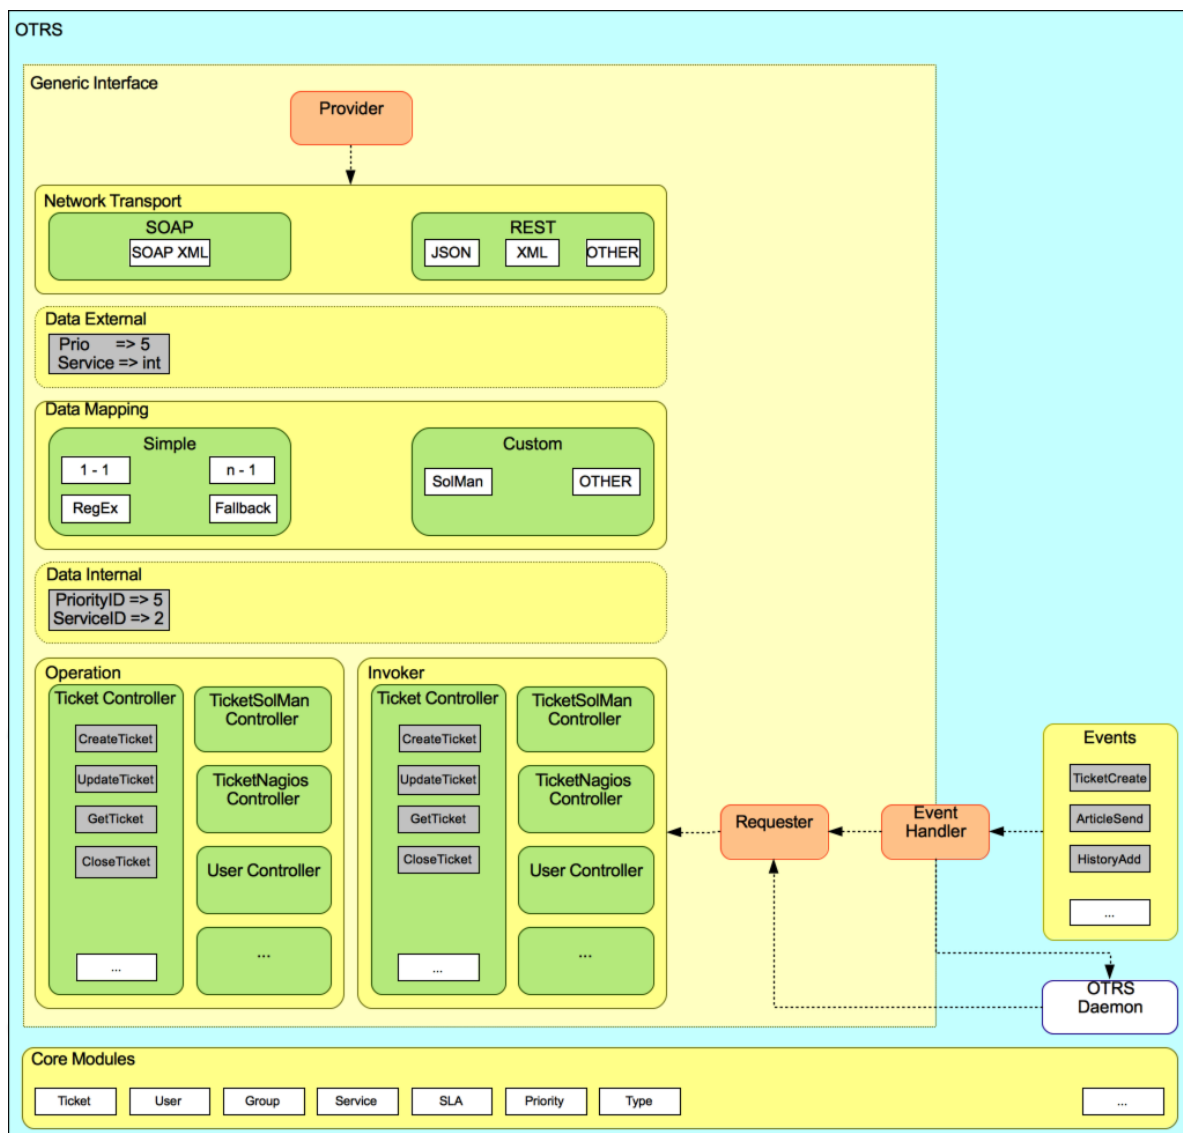 OTRS
Generic Interface
Provider
Network Transport
SOAP
SOAP XML
REST
JSON
XML
OTHER
Data External
Prio => 5
Service => int
Data Mapping
Simple
1 - 1
n - 1
RegEx
Fallback
Custom
SolMan
OTHER
Data Internal
PriorityID => 5
ServiceID => 2
Operation
Ticket Controller
CreateTicket
UpdateTicket
GetTicket
CloseTicket
...
TicketSolMan
Controller
TicketNagios
Controller
User Controller
...
Invoker
Ticket Controller
CreateTicket
UpdateTicket
GetTicket
CloseTicket
...
TicketSolMan
Controller
TicketNagios
Controller
User Controller
...
Requester
Event
Handler
Events
TicketCreate
ArticleSend
HistoryAdd
...
OTRS
Daemon
Core Modules
Ticket
User
Group
Service
SLA
Priority
Type
...